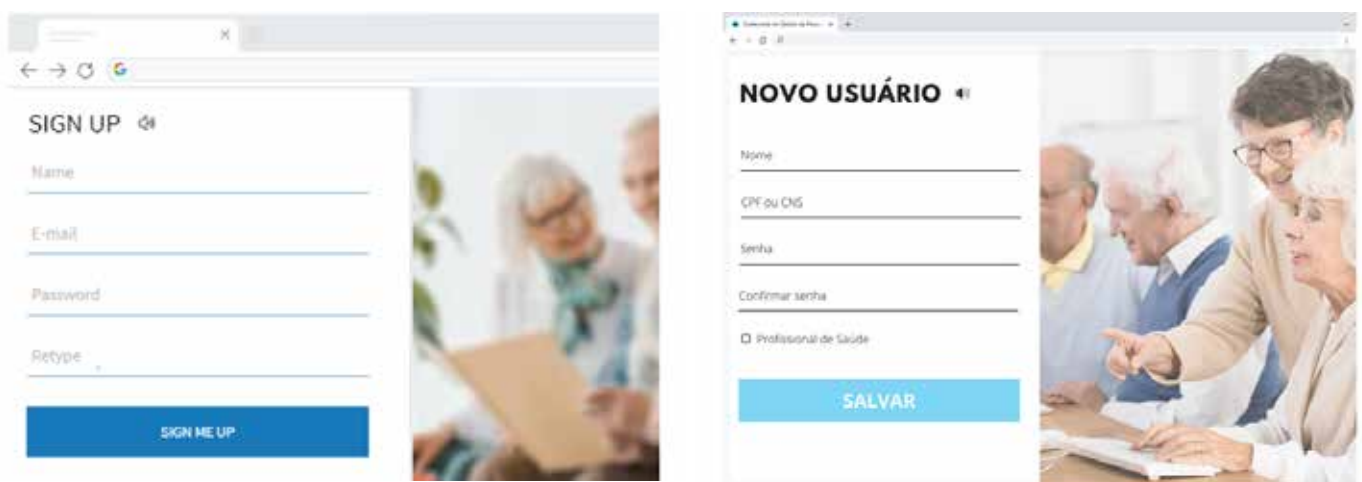 SIGN UP
Name
E-mail
Password
Retype
SIGN ME UP
NOVO USUÁRIO
Nome
CPF ou CNS
Senha
Confirmar senha
Profissional de Saúde
SALVAR